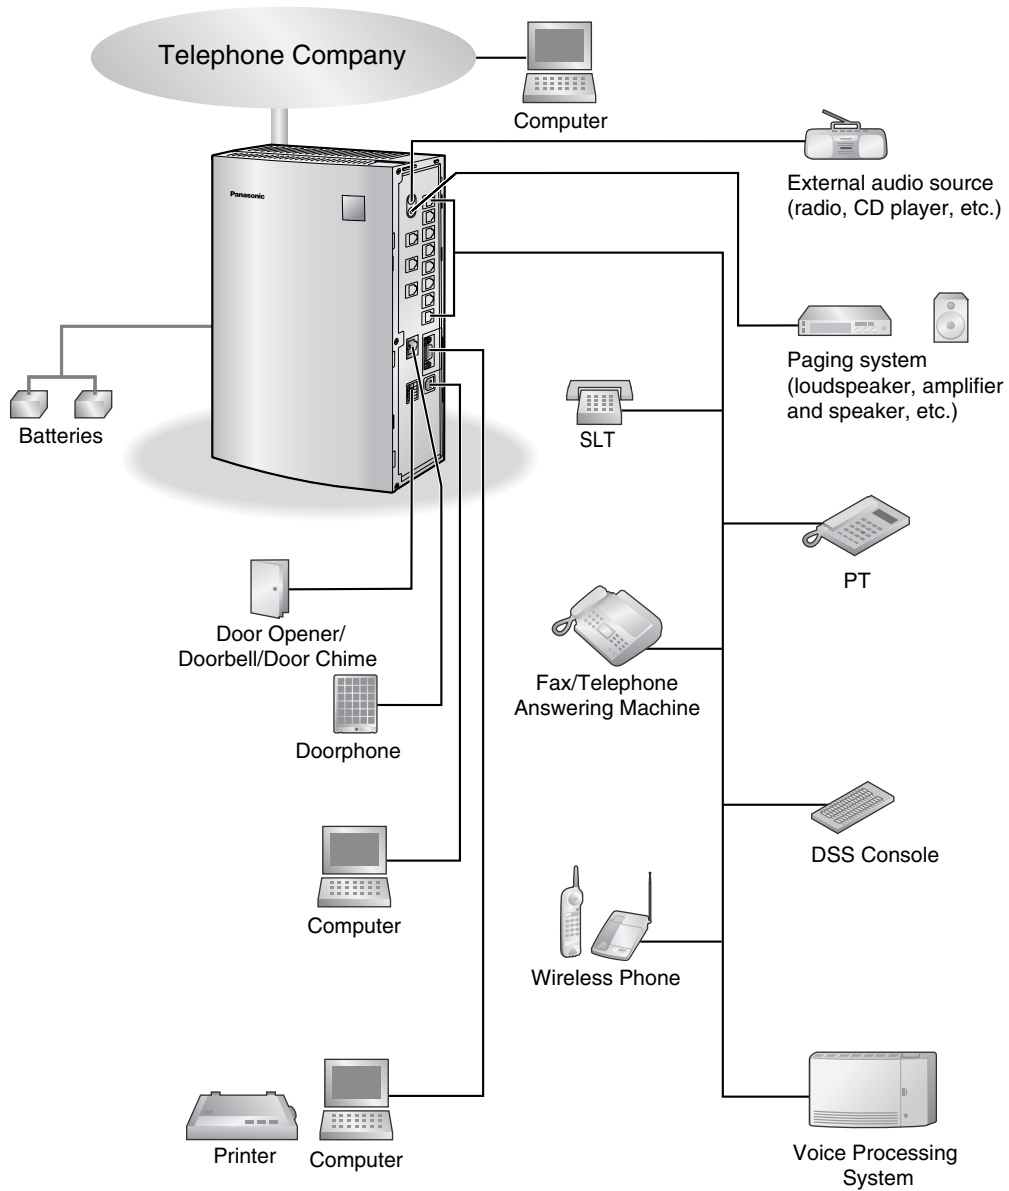 Telephone Company
Computer
External audio source
(radio, CD player, etc.)
Panasonic
Paging system
(loudspeaker, amplifier
and speaker, etc.)
Batteries
SLT
PT
Door Opener/
Doorbell/Door Chime
Fax/Telephone
Answering Machine
Doorphone
DSS Console
Computer
Wireless Phone
Printer
Computer
Voice Processing
System